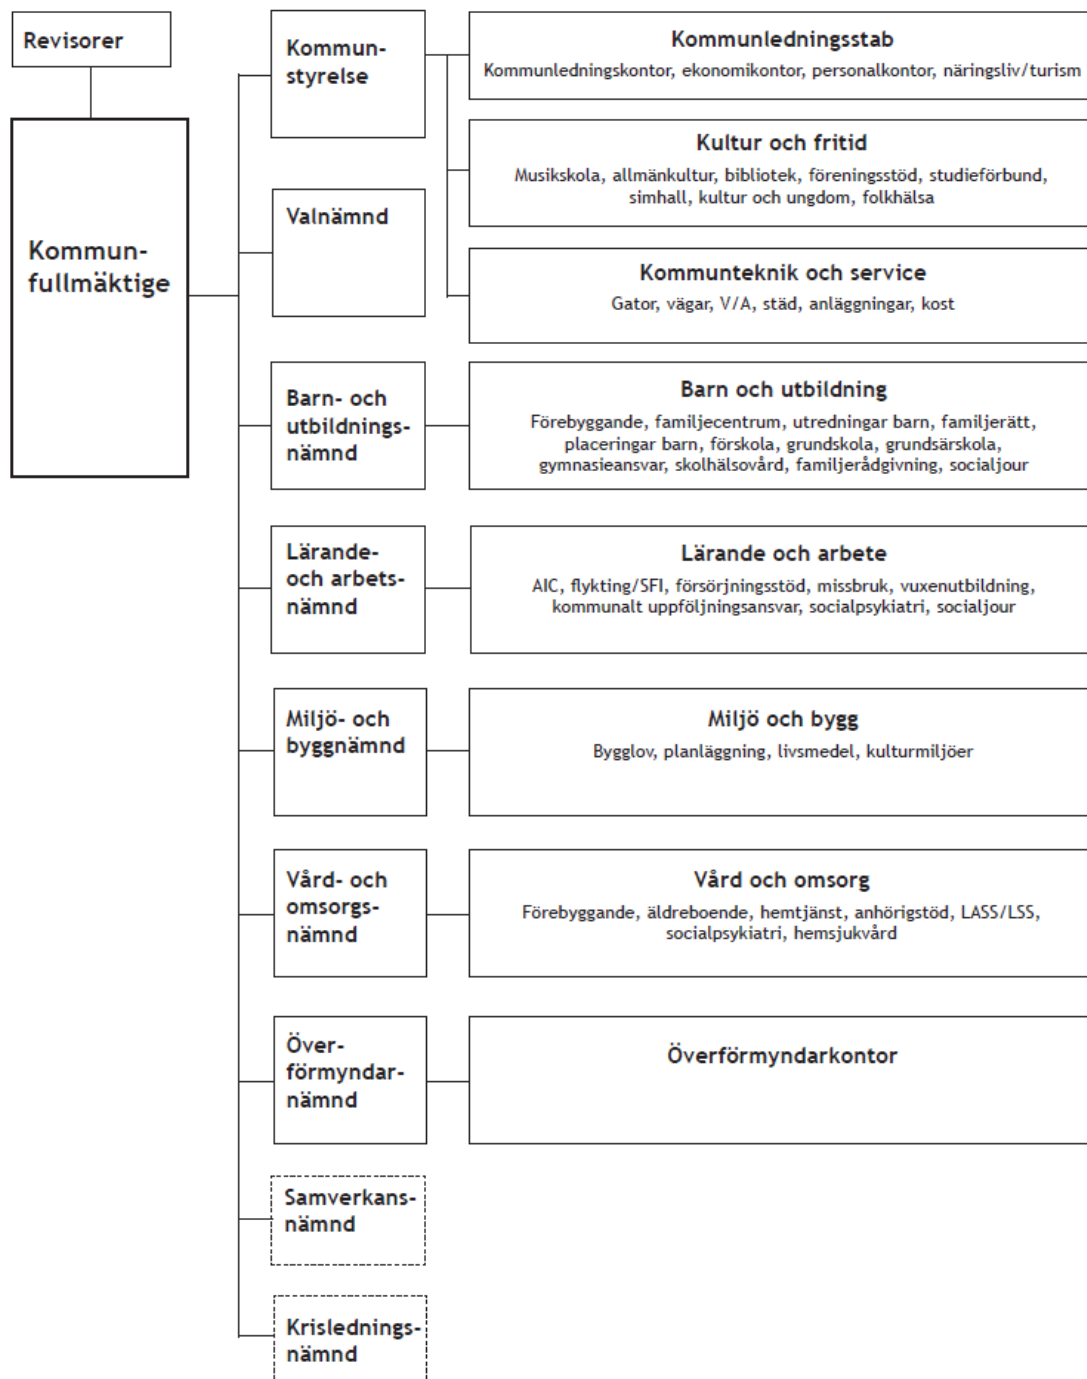 Revisorer
Kommun-
fullmäktige
Kommun-
styrelse
Kommunledningsstab
Kommunledningskontor, ekonomikontor, personalkontor, näringsliv/turism
Kultur och fritid
Musikskola, allmänkultur, bibliotek, föreningsstöd, studieförbund,
simhall, kultur och ungdom, folkhälsa
Kommunteknik och service
Gator, vägar, V/A, städ, anläggningar, kost
Valnämnd
Barn- och
utbildnings-
nämnd
Barn och utbildning
Förebyggande, familjecentrum, utredningar barn, familjerätt,
placeringar barn, förskola, grundskola, grundsärskola,
gymnasieansvar, skolhälsovård, familjerådgivning, socialjour
Lärande-
och arbets-
nämnd
Lärande och arbete
AIC, flykting/SFI, försörjningsstöd, missbruk, vuxenutbildning,
kommunalt uppföljningsansvar, socialpsykiatri, socialjour
Miljö- och
byggnämnd
Miljö och bygg
Bygglov, planläggning, livsmedel, kulturmiljöer
Vård- och
omsorgs-
nämnd
Vård och omsorg
Förebyggande, äldreboende, hemtjänst, anhörigstöd, LASS/LSS,
socialpsykiatri, hemsjukvård
Över-
förmyndar-
nämnd
Överförmyndarkontor
Samverkans-
nämnd
Krislednings-
nämnd